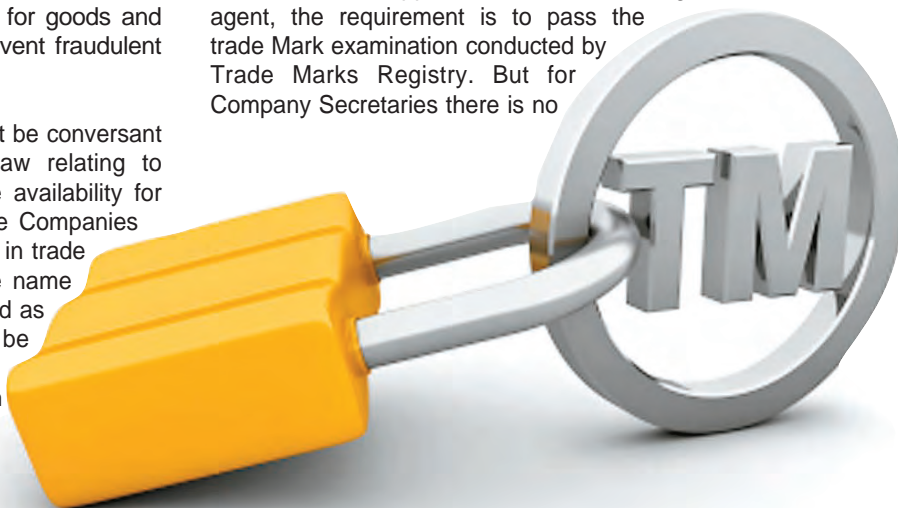 for goods and
vent fraudulent
t be conversant
aw relating to
e availability for
e Companies
in trade
e name
d as
be
agent, the requirement is to pass the
trade Mark examination conducted by
Trade Marks Registry. But for
Company Secretaries there is no
TM